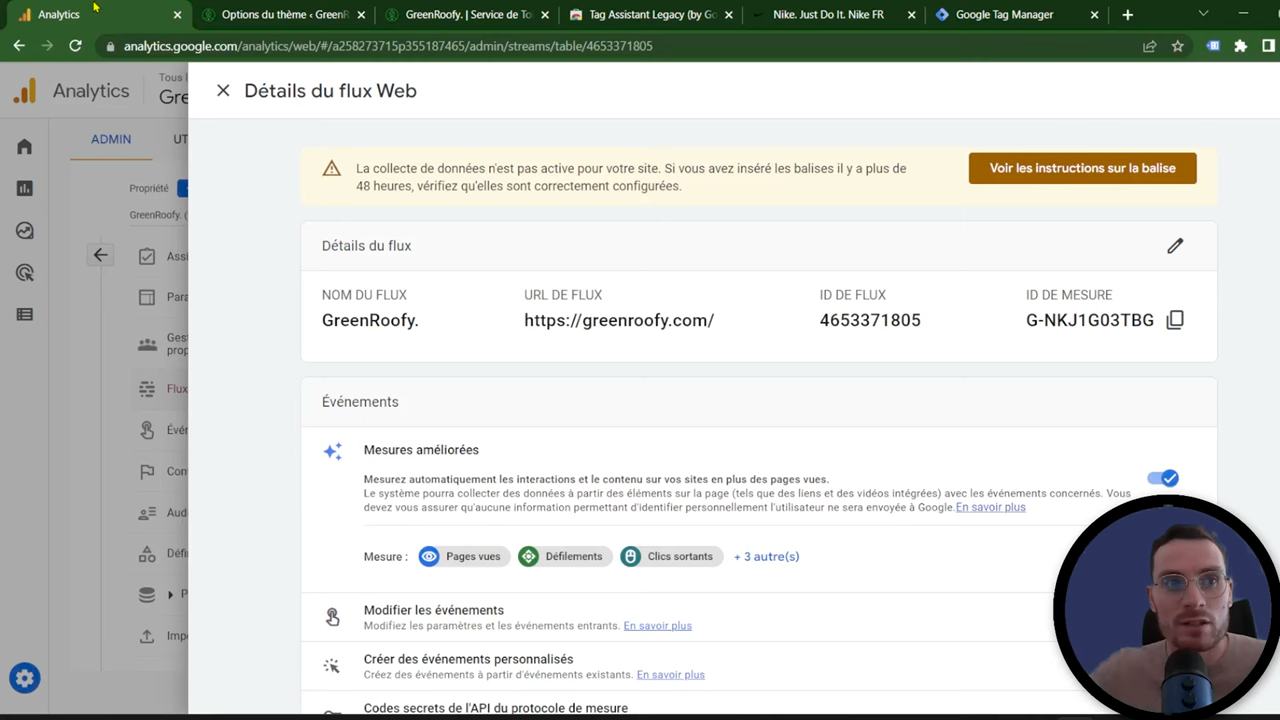 Analytics
Options du thème ‹ GreenR
GreenRoofy. | Service de To
Tag Assistant Legacy (by Go
Nike. Just Do It. Nike FR
Google Tag Manager
analytics.google.com/analytics/web/#/a258273715p355187465/admin/streams/table/4653371805
Analytics
Tous l
Gre
Détails du flux Web
ADMIN
UT
Propriété
GreenRoofy. (
Assi
Para
Gest
prop
Flux
Évén
Con
Aud
Défi
P
Impo
La collecte de données n'est pas active pour votre site. Si vous avez inséré les balises il y a plus de
48 heures, vérifiez qu'elles sont correctement configurées.
Voir les instructions sur la balise
Détails du flux
NOM DU FLUX
URL DE FLUX
ID DE FLUX
ID DE MESURE
GreenRoofy.
https://greenroofy.com/
4653371805
G-NKJ1G03TBG
Événements
Mesures améliorées
Mesurez automatiquement les interactions et le contenu sur vos sites en plus des pages vues.
Le système pourra collecter des données à partir des éléments sur la page (tels que des liens et des vidéos intégrés) avec les événements concernés. Vous
devez vous assurer qu'aucune information permettant d'identifier personnellement l'utilisateur ne sera envoyée à Google. En savoir plus
Mesure :
Pages vues
Défilements
Clics sortants
+ 3 autre(s)
Modifier les événements
Modifiez les paramètres et les événements entrants. En savoir plus
Créer des événements personnalisés
Créez des événements à partir d'événements existants. En savoir plus
Codes secrets de l'API du protocole de mesure